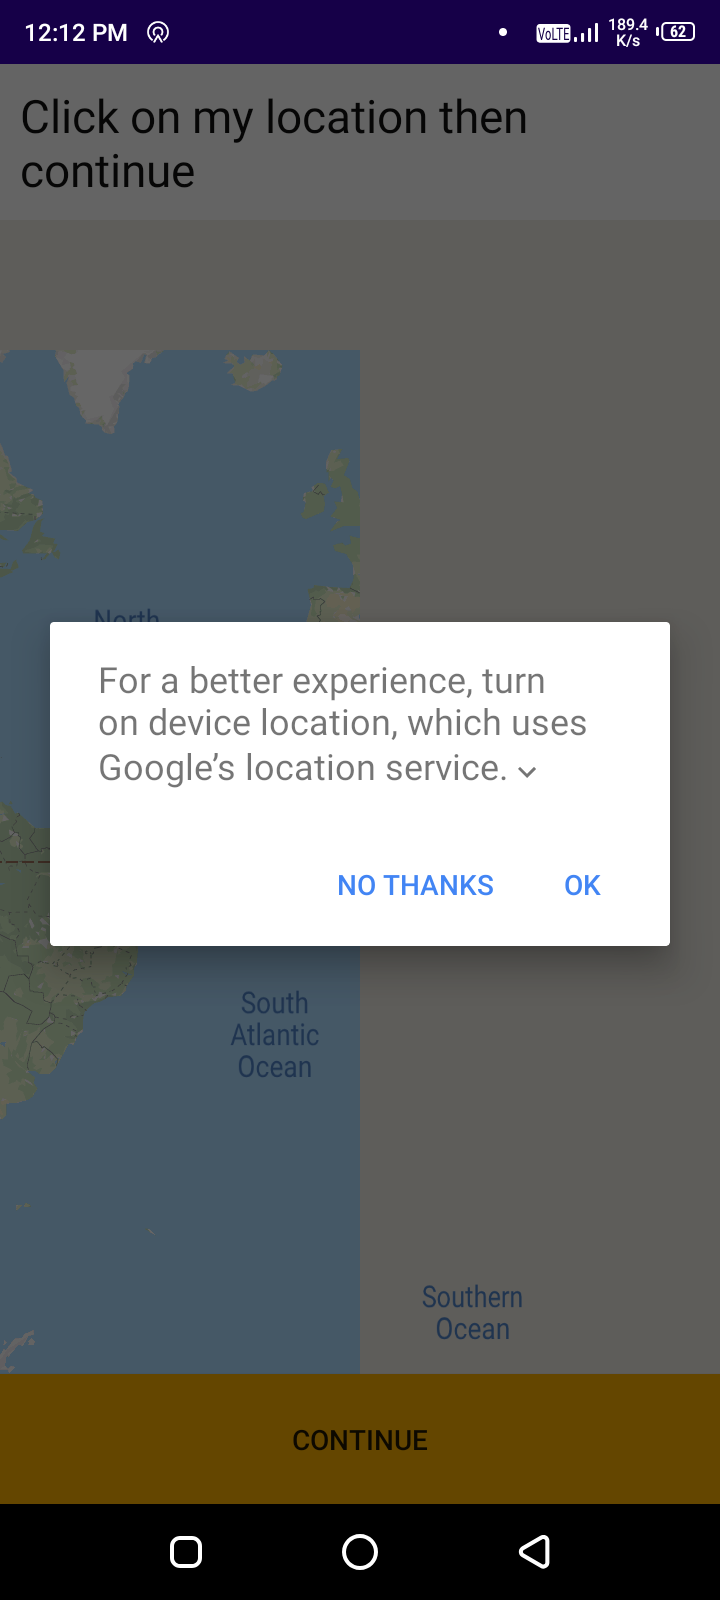 12:12 PM
VoLTE
189.4
K/s
62
Click on my location then
continue
North
For a better experience, turn
on device location, which uses
Google’s location service.
NO THANKS
OK
South
Atlantic
Ocean
Southern
Ocean
CONTINUE